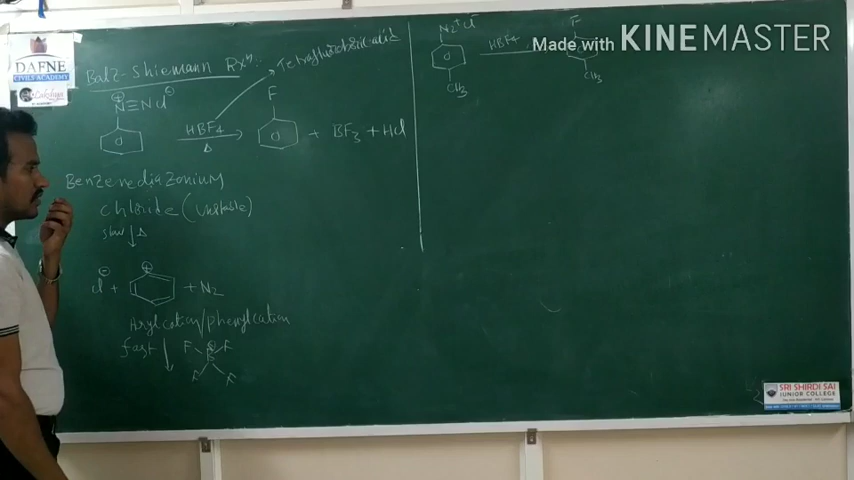 DAFNE
CIVILS ACADEMY
Lakshya
Balz-Shiemann Rxn:-
⊕ ⊖
N≡NCl
HBF4
Δ
F
+ BF3 + HCl
Benzenediazonium
chloride (unstable)
slow ↓ Δ
⊖ ⊕
Cl + + N2
Arylcation/phenylcation
fast ↓
F F
B
F F
N2+Cl-
HBF4
F
CH3
CH3
Made with KINEMASTER
SRI SHIRDI SAI
JUNIOR COLLEGE